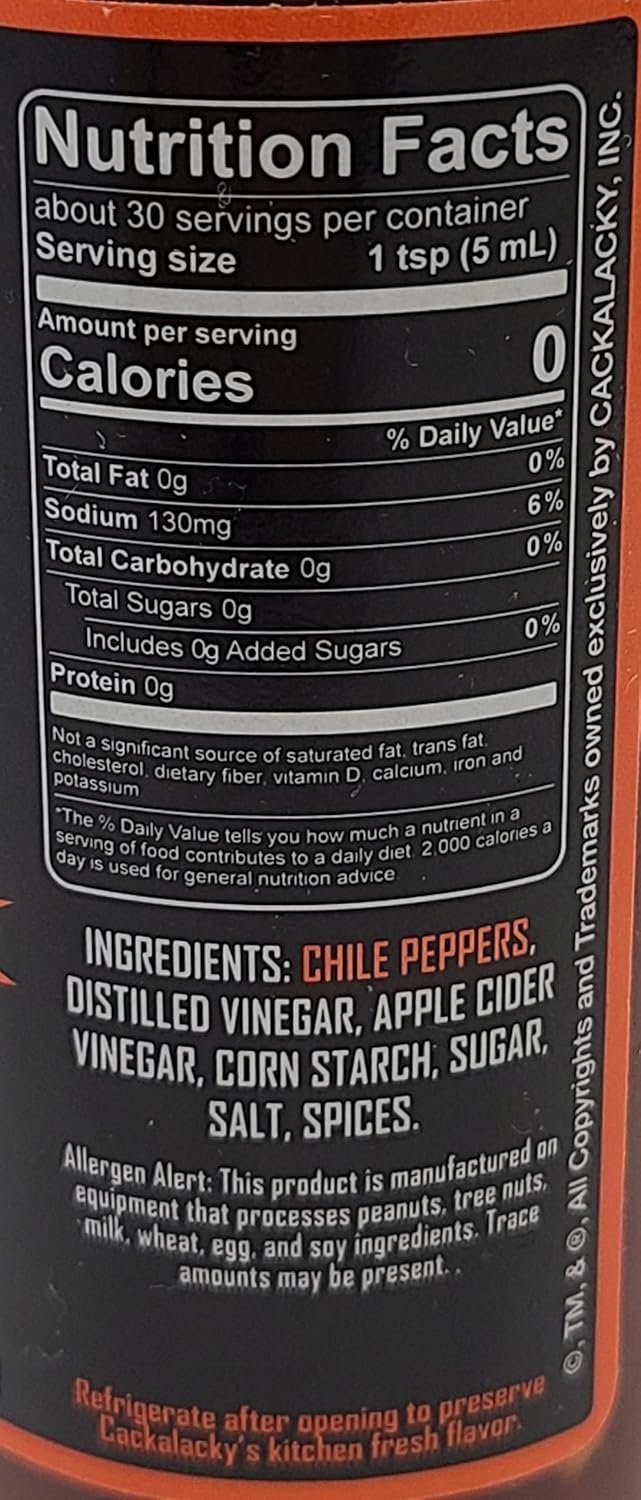 Nutrition Facts
about 30 servings per container
Serving size 1 tsp (5 mL)
Amount per serving
Calories 0
% Daily Value*
Total Fat 0g 0%
Sodium 130mg 6%
Total Carbohydrate 0g 0%
Total Sugars 0g
Includes 0g Added Sugars 0%
Protein 0g
Not a significant source of saturated fat, trans fat,
cholesterol, dietary fiber, vitamin D, calcium, iron and
potassium
*The % Daily Value tells you how much a nutrient in a
serving of food contributes to a daily diet. 2,000 calories a
day is used for general nutrition advice
INGREDIENTS: CHILE PEPPERS,
DISTILLED VINEGAR, APPLE CIDER
VINEGAR, CORN STARCH, SUGAR,
SALT, SPICES.
Allergen Alert: This product is manufactured on
equipment that processes peanuts, tree nuts,
milk, wheat, egg, and soy ingredients. Trace
amounts may be present.
Refrigerate after opening to preserve
Cackalacky's kitchen fresh flavor.
©, TM, & ®, All Copyrights and Trademarks owned exclusively by CACKALACKY, INC.